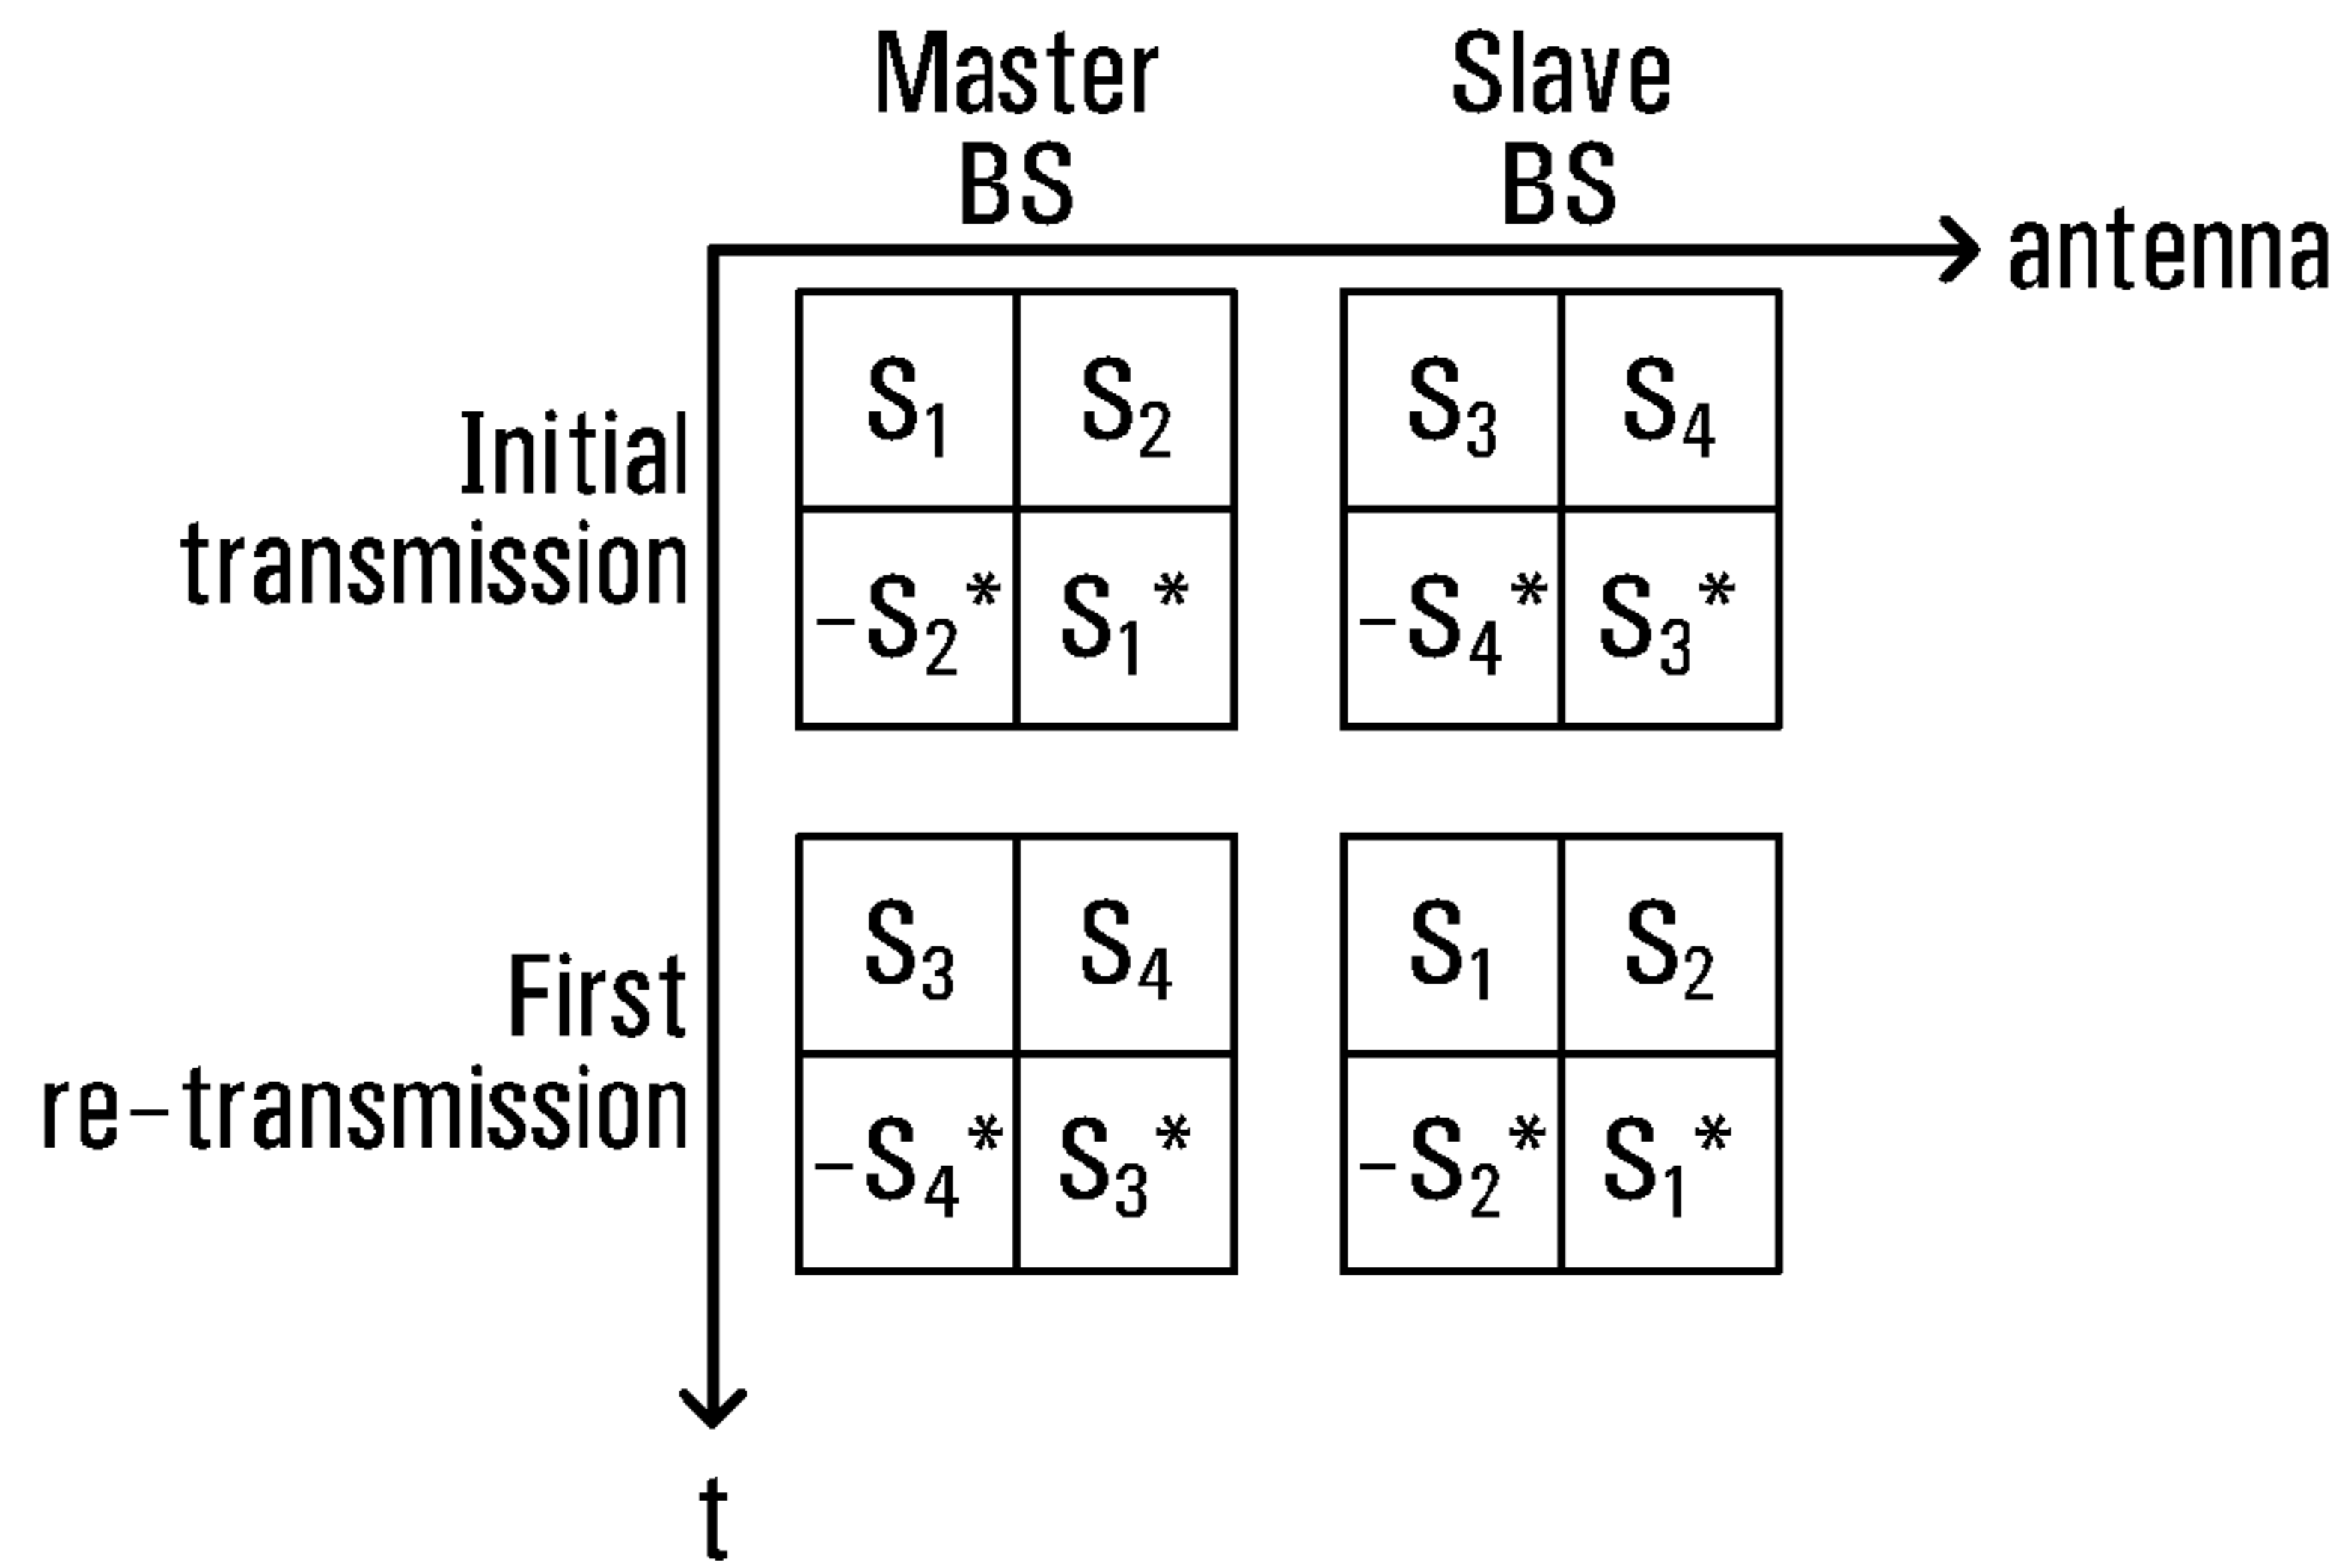 Master Slave
BS BS
antenna
Initial
transmission
S1 S2 S3 S4
-S2* S1* -S4* S3*
First
re-transmission
S3 S4 S1 S2
-S4* S3* -S2* S1*
t